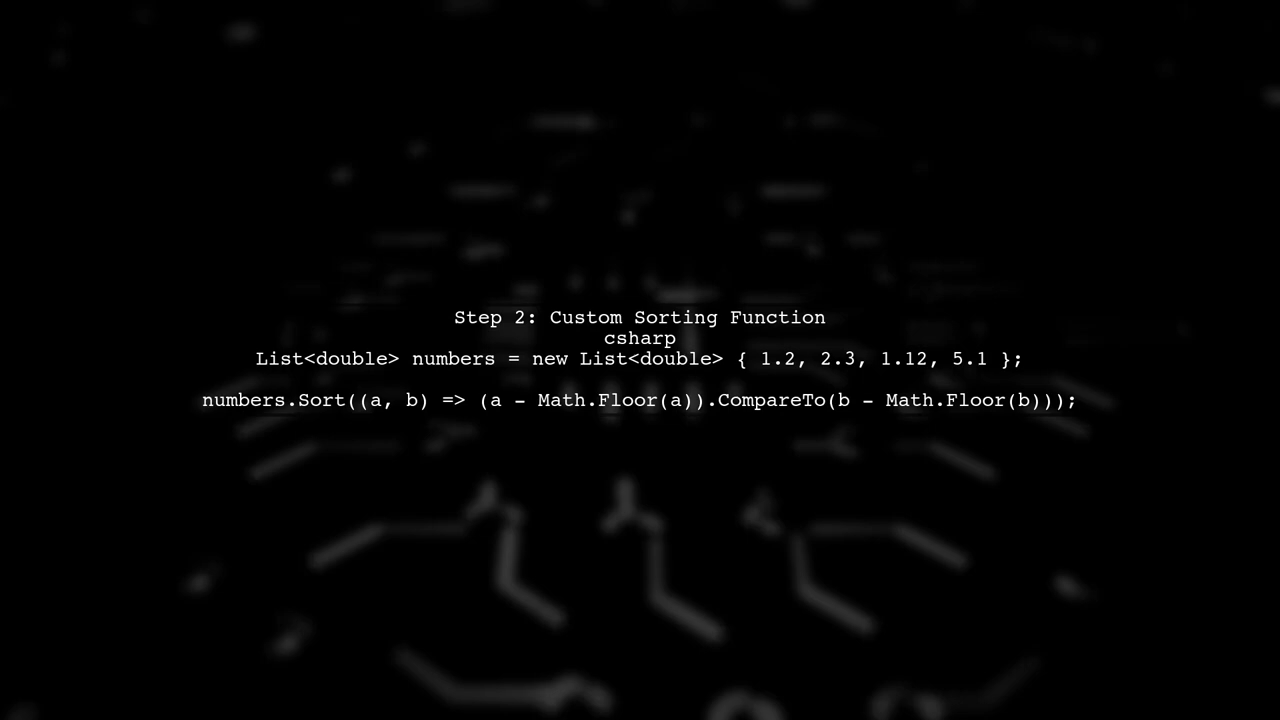 Step 2: Custom Sorting Function
csharp
List<double> numbers = new List<double> { 1.2, 2.3, 1.12, 5.1 };
numbers.Sort((a, b) => (a - Math.Floor(a)).CompareTo(b - Math.Floor(b)));